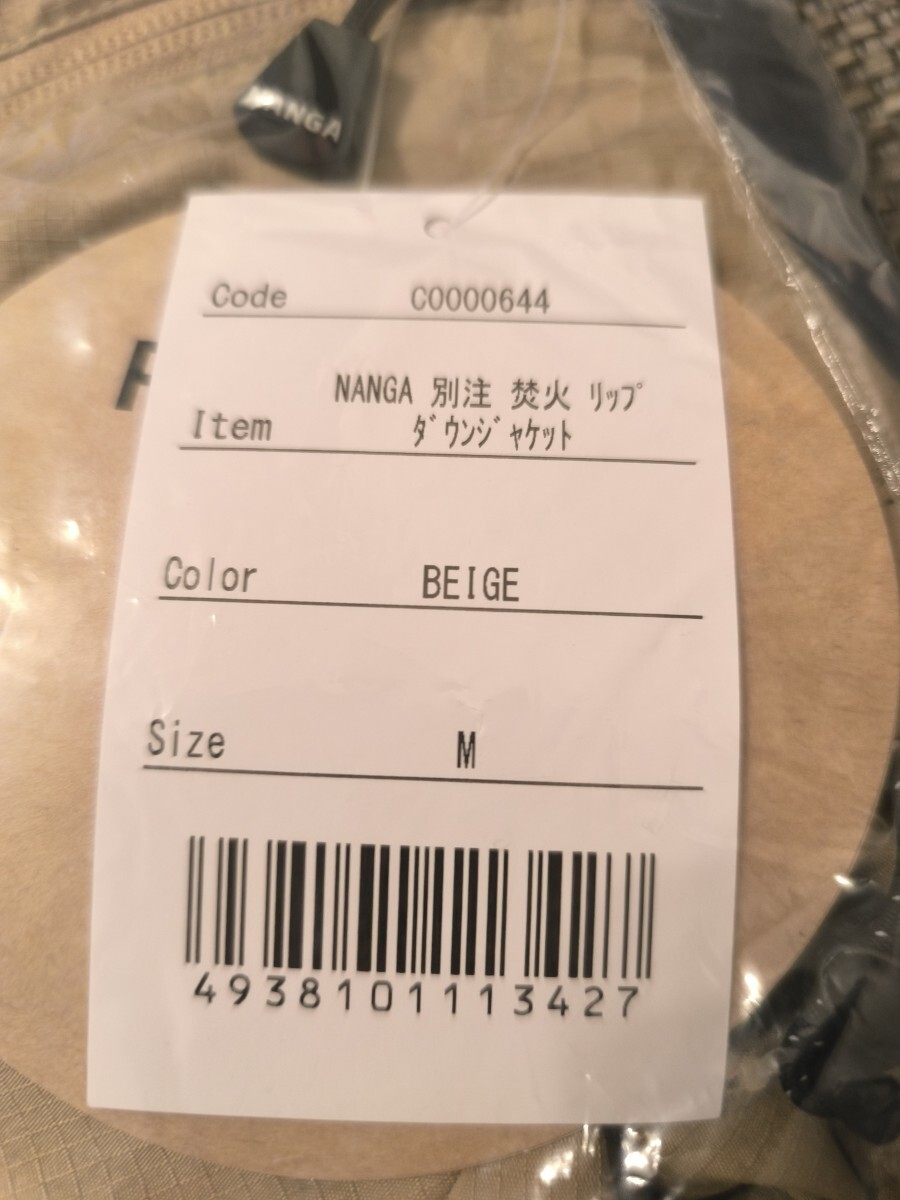 NANGA
Code C0000644
NANGA 別注 焚火 ﾘｯﾌﾟ
Item ﾀﾞｳﾝｼﾞｬｹｯﾄ
Color BEIGE
Size M
4938101113427